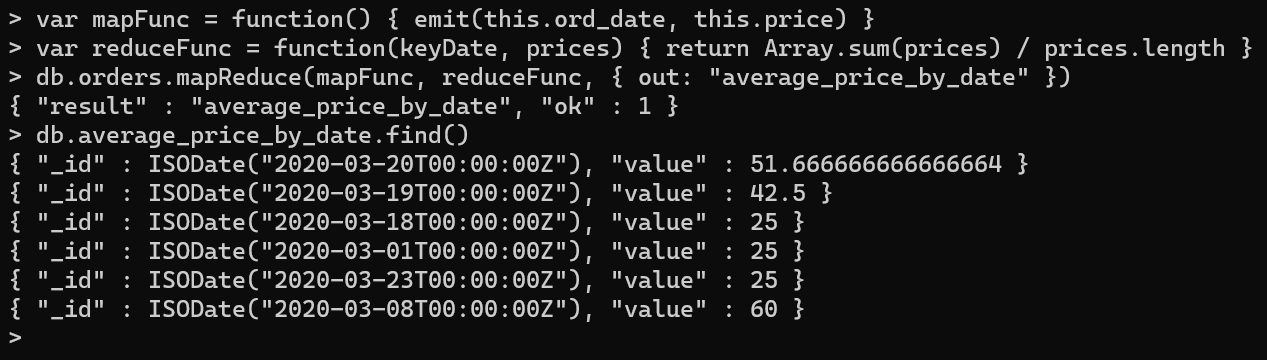 > var mapFunc = function() { emit(this.ord_date, this.price) }
> var reduceFunc = function(keyDate, prices) { return Array.sum(prices) / prices.length }
> db.orders.mapReduce(mapFunc, reduceFunc, { out: "average_price_by_date" })
{ "result" : "average_price_by_date", "ok" : 1 }
> db.average_price_by_date.find()
{ "_id" : ISODate("2020-03-20T00:00:00Z"), "value" : 51.666666666666664 }
{ "_id" : ISODate("2020-03-19T00:00:00Z"), "value" : 42.5 }
{ "_id" : ISODate("2020-03-18T00:00:00Z"), "value" : 25 }
{ "_id" : ISODate("2020-03-01T00:00:00Z"), "value" : 25 }
{ "_id" : ISODate("2020-03-23T00:00:00Z"), "value" : 25 }
{ "_id" : ISODate("2020-03-08T00:00:00Z"), "value" : 60 }
>